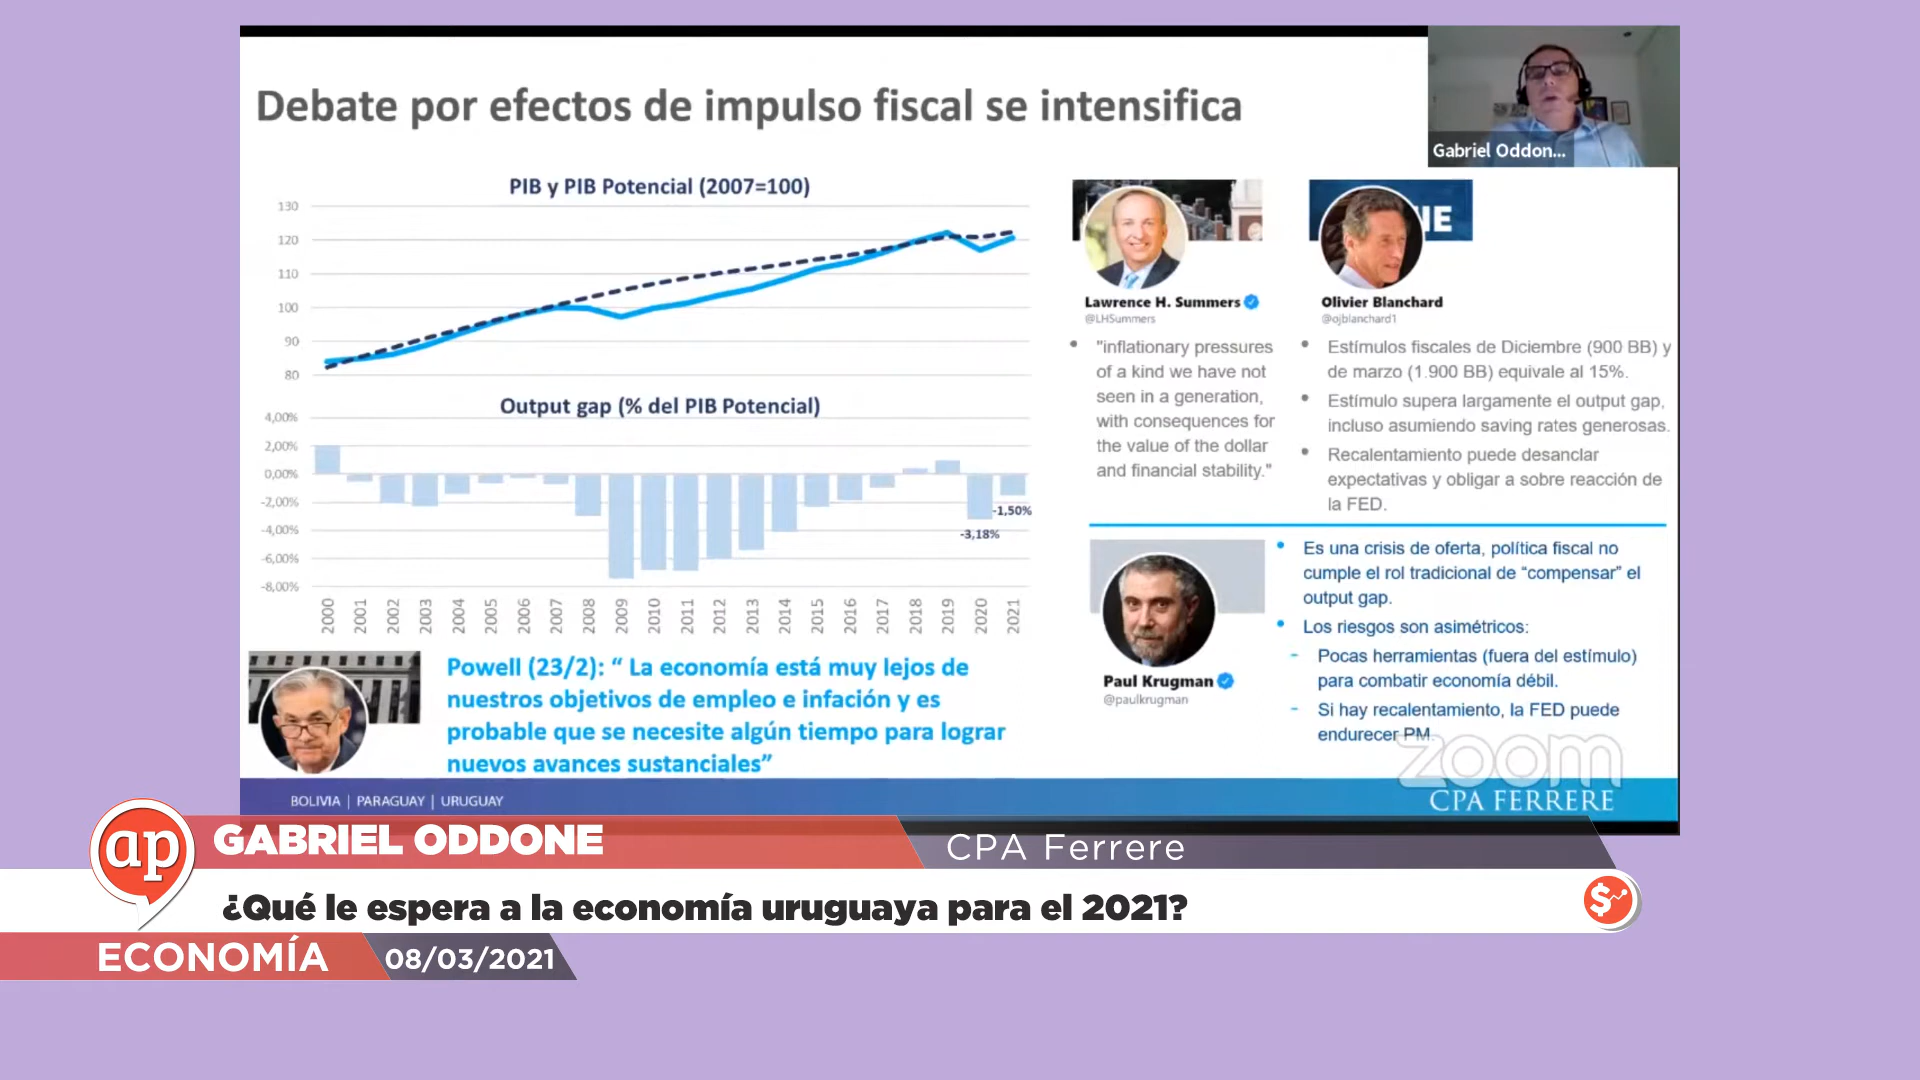 Debate por efectos de impulso fiscal se intensifica
Gabriel Oddon...
PIB y PIB Potencial (2007=100)
130
120
110
100
90
80
Output gap (% del PIB Potencial)
4,00%
2,00%
0,00%
-2,00%
-4,00%
-6,00%
-8,00%
-1,50%
-3,18%
2000
2001
2002
2003
2004
2005
2006
2007
2008
2009
2010
2011
2012
2013
2014
2015
2016
2017
2018
2019
2020
2021
Powell (23/2): “ La economía está muy lejos de
nuestros objetivos de empleo e infación y es
probable que se necesite algún tiempo para lograr
nuevos avances sustanciales”
Lawrence H. Summers
@LHSummers
• "inflationary pressures
of a kind we have not
seen in a generation,
with consequences for
the value of the dollar
and financial stability."
IE
Olivier Blanchard
@ojblanchard1
• Estímulos fiscales de Diciembre (900 BB) y
de marzo (1.900 BB) equivale al 15%.
• Estímulo supera largamente el output gap,
incluso asumiendo saving rates generosas.
• Recalentamiento puede desanclar
expectativas y obligar a sobre reacción de
la FED.
Paul Krugman
@paulkrugman
• Es una crisis de oferta, política fiscal no
cumple el rol tradicional de “compensar” el
output gap.
• Los riesgos son asimétricos:
- Pocas herramientas (fuera del estímulo)
para combatir economía débil.
- Si hay recalentamiento, la FED puede
endurecer PM.
zoom
BOLIVIA | PARAGUAY | URUGUAY
CPA FERRERE
ap
GABRIEL ODDONE
CPA Ferrere
¿Qué le espera a la economía uruguaya para el 2021?
$
ECONOMÍA
08/03/2021